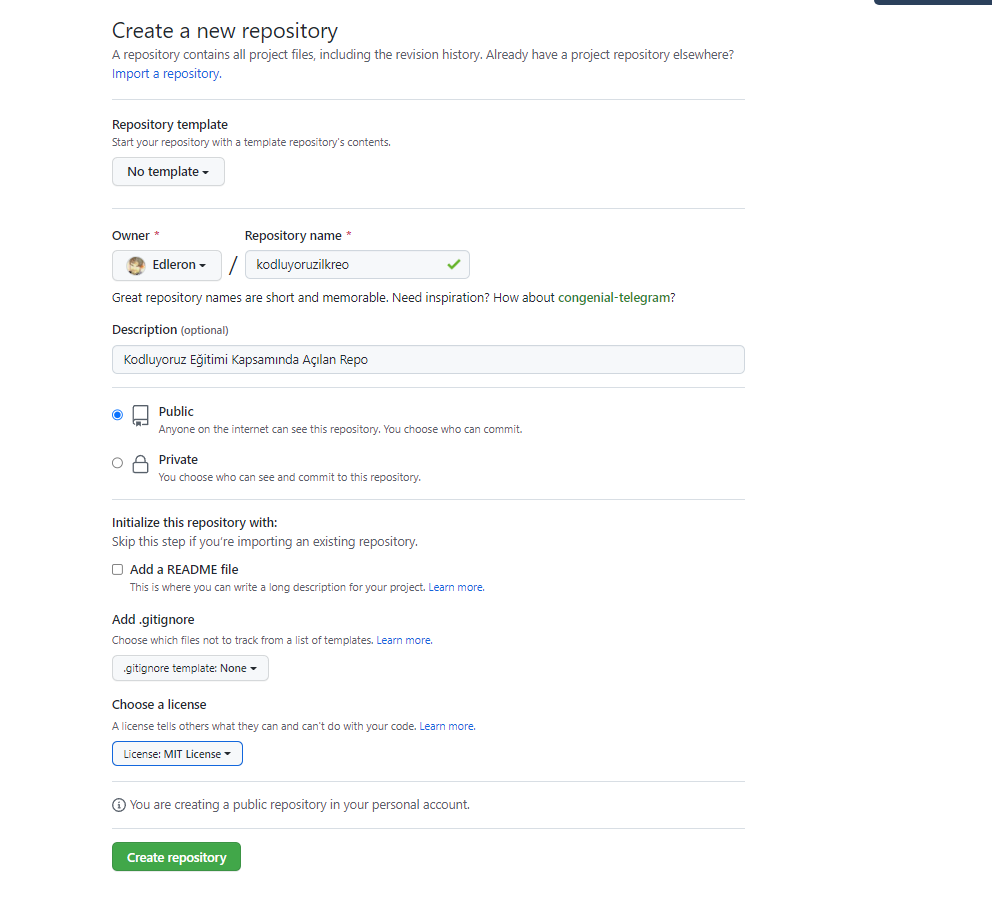 Create a new repository
A repository contains all project files, including the revision history. Already have a project repository elsewhere?
Import a repository.
Repository template
Start your repository with a template repository's contents.
No template
Owner *
Repository name *
Edleron / kodluyoruzilkreo
Great repository names are short and memorable. Need inspiration? How about congenial-telegram?
Description (optional)
Kodluyoruz Eğitimi Kapsamında Açılan Repo
Public
Anyone on the internet can see this repository. You choose who can commit.
Private
You choose who can see and commit to this repository.
Initialize this repository with:
Skip this step if you're importing an existing repository.
Add a README file
This is where you can write a long description for your project. Learn more.
Add .gitignore
Choose which files not to track from a list of templates. Learn more.
.gitignore template: None
Choose a license
A license tells others what they can and can't do with your code. Learn more.
License: MIT License
You are creating a public repository in your personal account.
Create repository